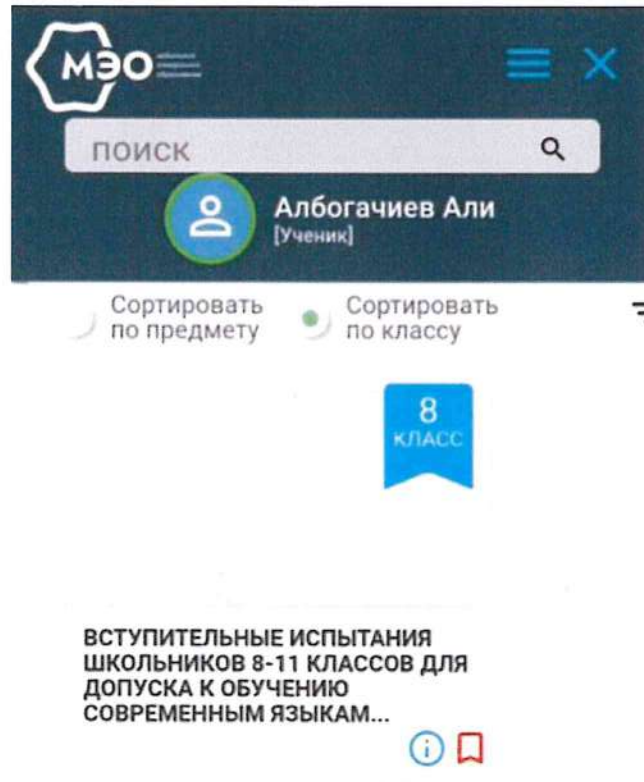 МЭО
ПОИСК
Албогачиев Али
[Ученик]
Сортировать
по предмету
Сортировать
по классу
8
КЛАСС
ВСТУПИТЕЛЬНЫЕ ИСПЫТАНИЯ
ШКОЛЬНИКОВ 8-11 КЛАССОВ ДЛЯ
ДОПУСКА К ОБУЧЕНИЮ
СОВРЕМЕННЫМ ЯЗЫКАМ...